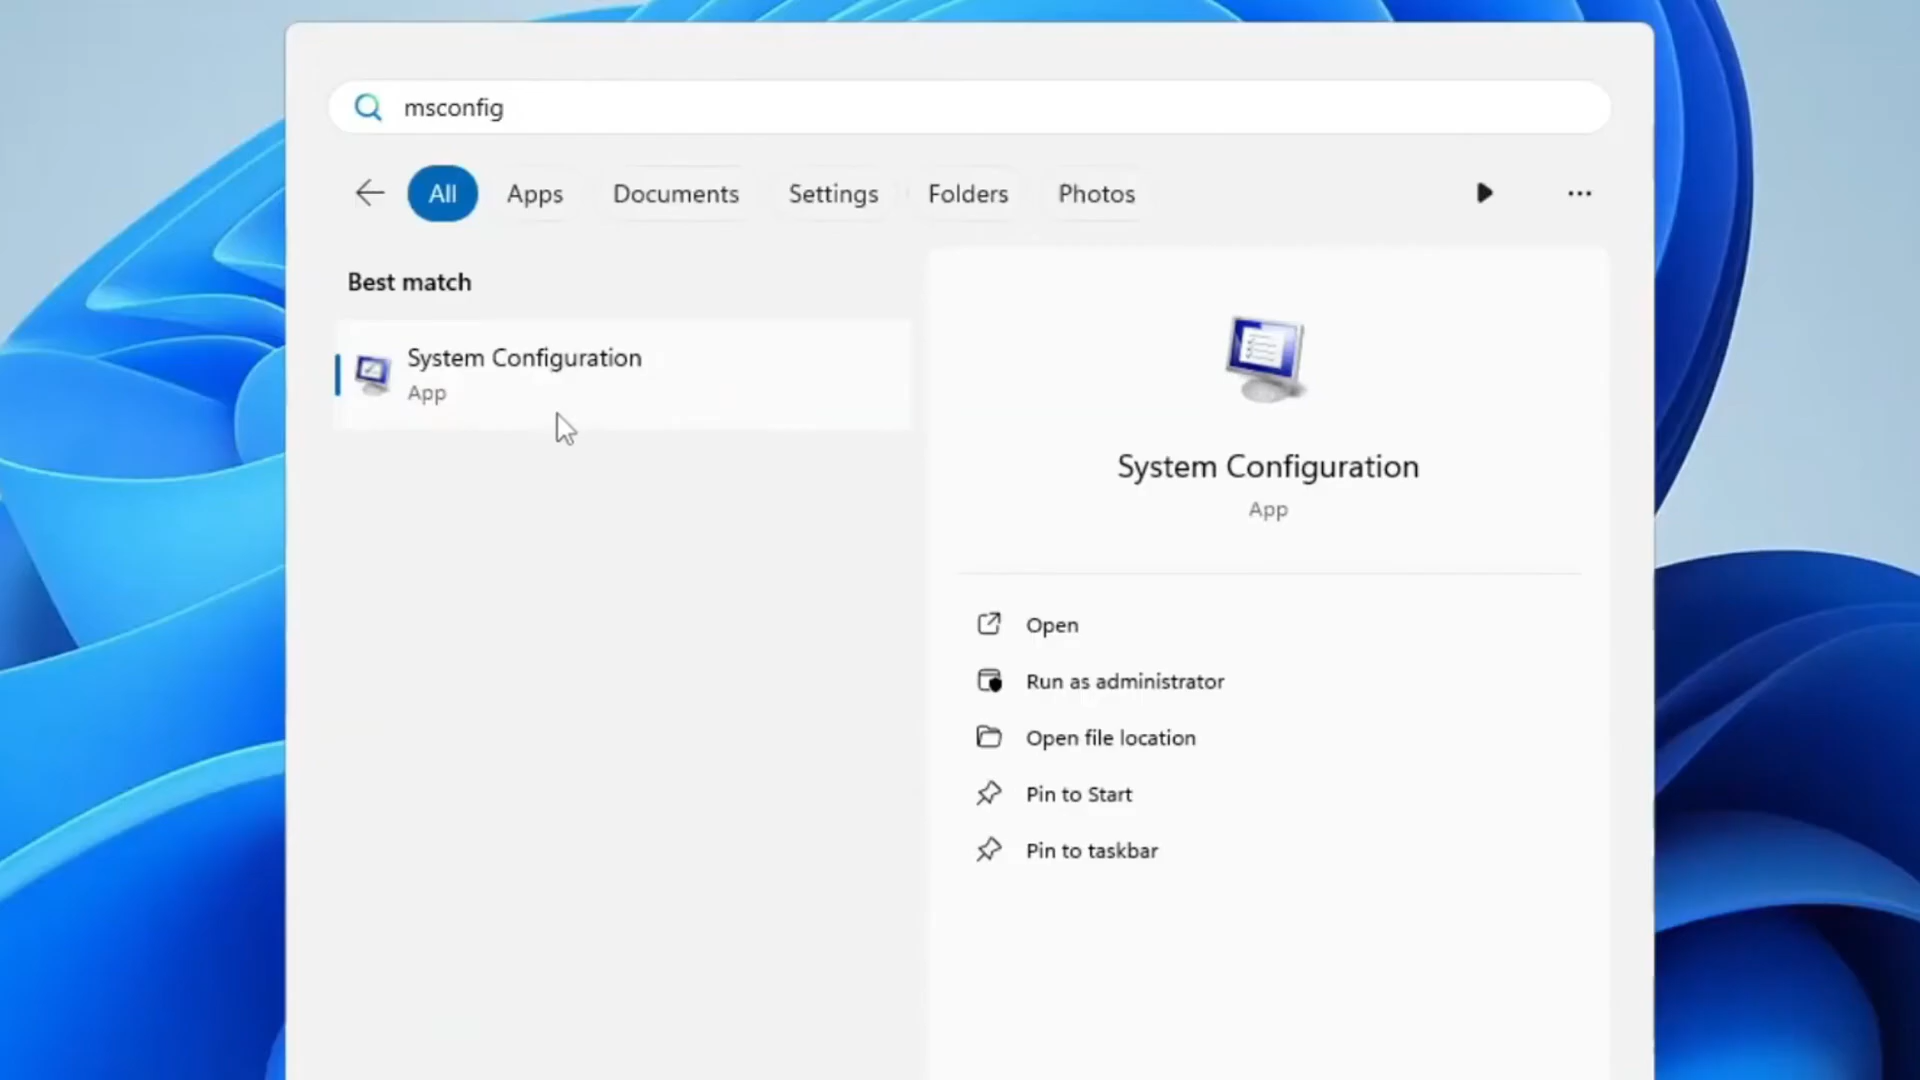 msconfig
All Apps Documents Settings Folders Photos
Best match
System Configuration
App
System Configuration
App
Open
Run as administrator
Open file location
Pin to Start
Pin to taskbar